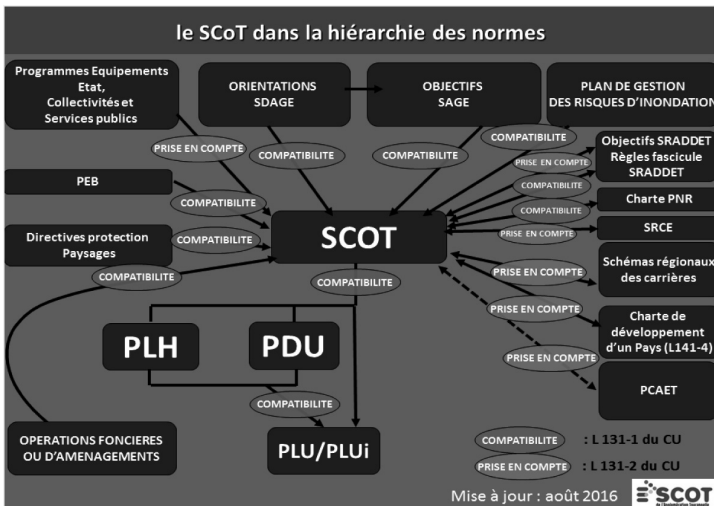 le SCoT dans la hiérarchie des normes
Programmes Equipements
Etat,
Collectivités et
Services publics
ORIENTATIONS
SDAGE
OBJECTIFS
SAGE
PLAN DE GESTION
DES RISQUES D'INONDATION
PRISE EN COMPTE
COMPATIBILITE
COMPATIBILITE
COMPATIBILITE
PRISE EN COMPTE
COMPATIBILITE
Objectifs SRADDET
Règles fascicule
SRADDET
PEB
COMPATIBILITE
COMPATIBILITE
Charte PNR
Directives protection
Paysages
COMPATIBILITE
SCOT
PRISE EN COMPTE
SRCE
COMPATIBILITE
COMPATIBILITE
PRISE EN COMPTE
Schémas régionaux
des carrières
PLH
PDU
PRISE EN COMPTE
Charte de
développement
d'un Pays (L141-4)
PRISE EN COMPTE
PCAET
COMPATIBILITE
OPERATIONS FONCIERES
OU D'AMENAGEMENTS
PLU/PLUi
COMPATIBILITE : L 131-1 du CU
PRISE EN COMPTE : L 131-2 du CU
Mise à jour : août 2016
SCOT